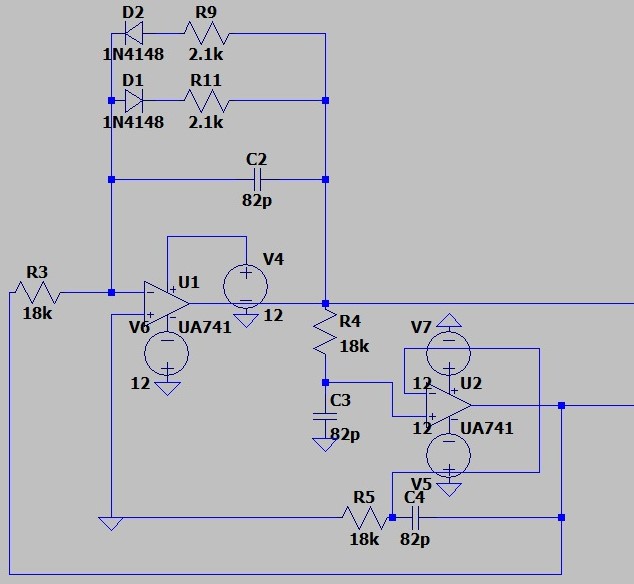 D2 R9
1N4148 2.1k
D1 R11
1N4148 2.1k
C2
82p
V4
R3 U1
18k V6 UA741 12
R4 V7
18k
12 12 U2
C3
82p 12 UA741
V5
R5 C4
18k 82p